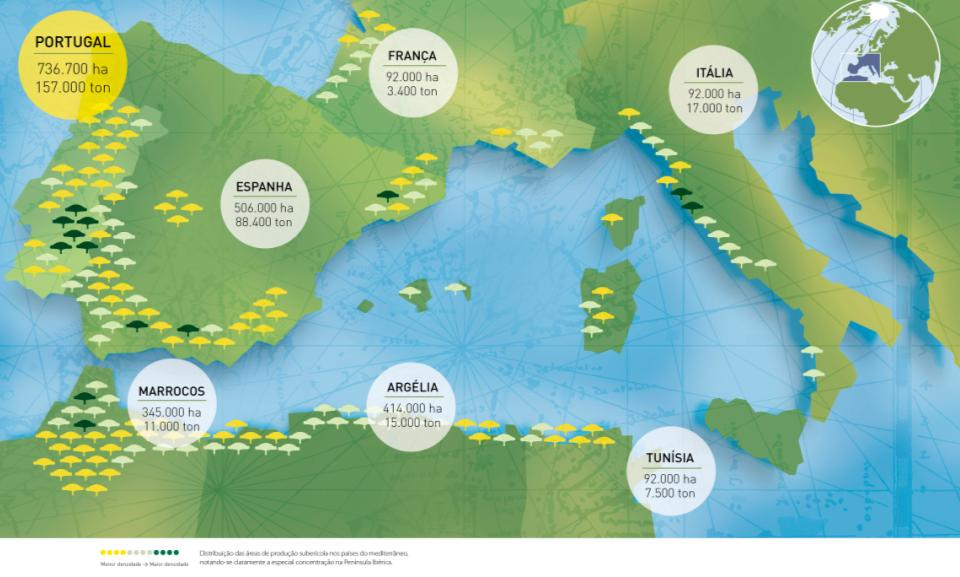 PORTUGAL
736.700 ha
157.000 ton
FRANÇA
92.000 ha
3.400 ton
ITÁLIA
92.000 ha
17.000 ton
ESPANHA
506.000 ha
88.400 ton
MARROCOS
345.000 ha
11.000 ton
ARGÉLIA
414.000 ha
15.000 ton
TUNÍSIA
92.000 ha
7.500 ton
Menor densidade → Maior densidade
Distribuição das áreas de produção suberícola nos países do mediterrâneo,
notando-se claramente a especial concentração na Península Ibérica.